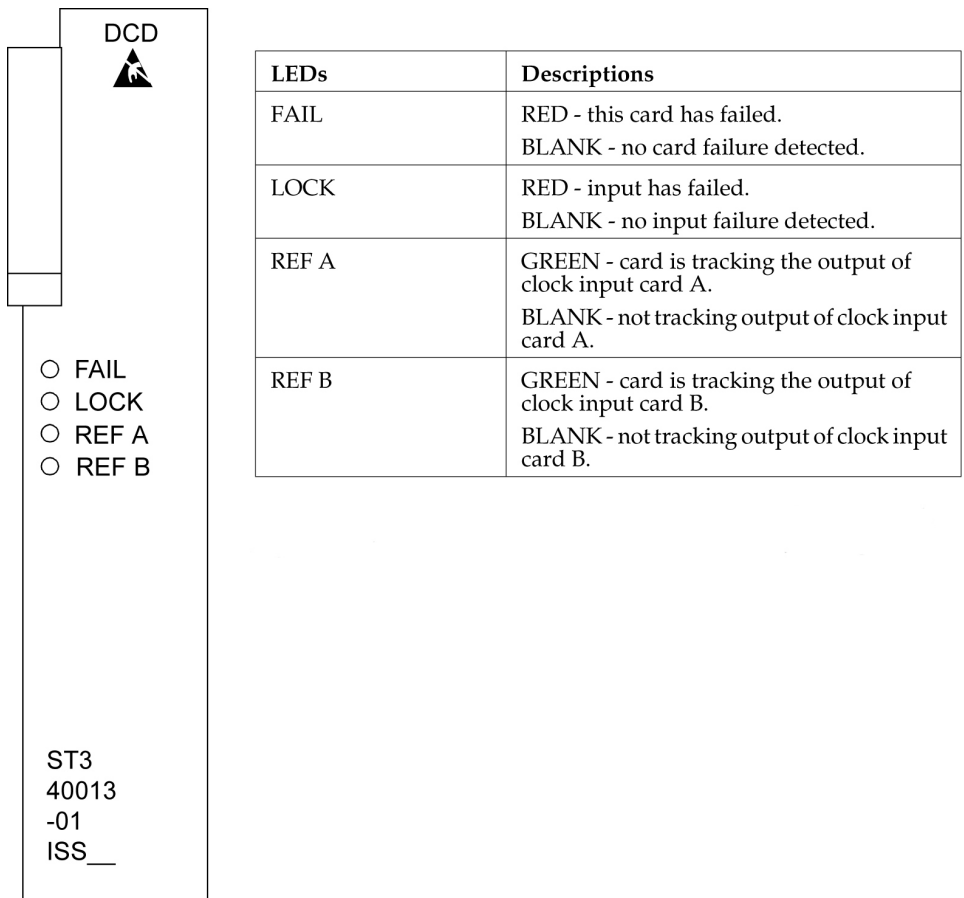 DCD
FAIL
LOCK
REF A
REF B
ST3
40013
-01
ISS__
LEDs Descriptions
FAIL RED - this card has failed.
BLANK - no card failure detected.
LOCK RED - input has failed.
BLANK - no input failure detected.
REF A GREEN - card is tracking the output of
clock input card A.
BLANK - not tracking output of clock input
card A.
REF B GREEN - card is tracking the output of
clock input card B.
BLANK - not tracking output of clock input
card B.